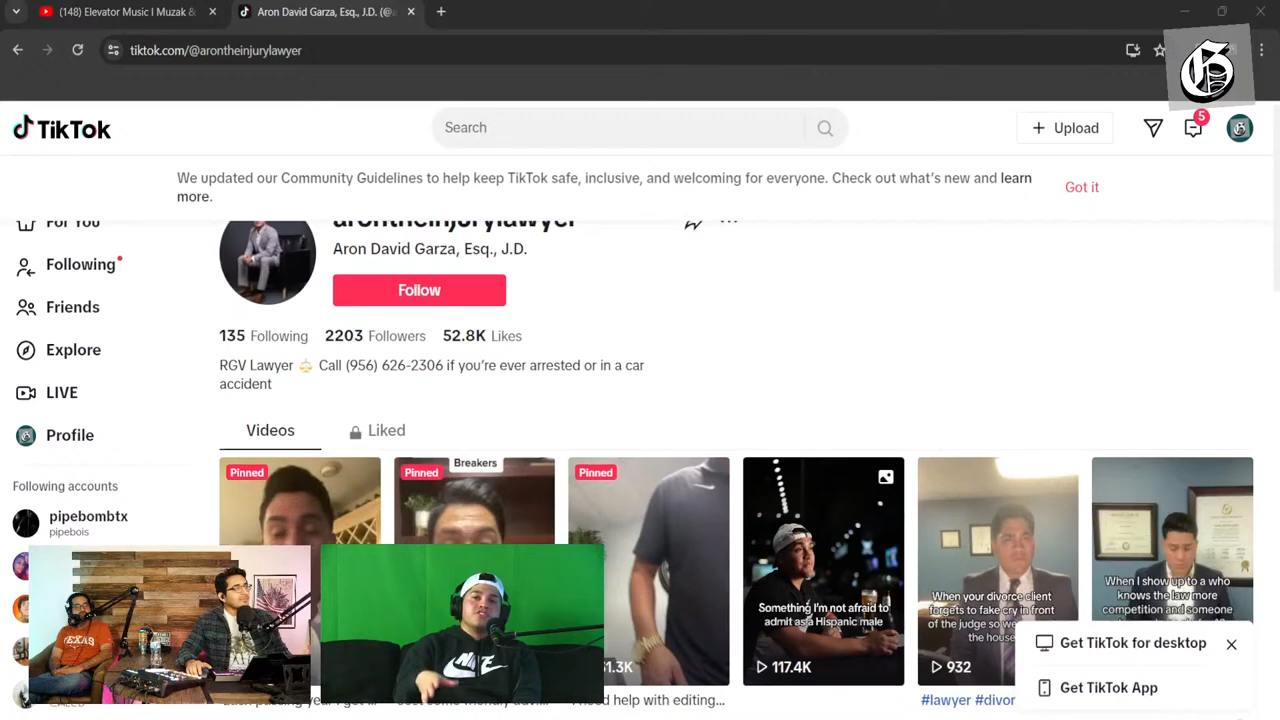 (148) Elevator Music I Muzak &
Aron David Garza, Esq., J.D. (@a
tiktok.com/@arontheinjurylawyer
TikTok
Search
Upload
5
We updated our Community Guidelines to help keep TikTok safe, inclusive, and welcoming for everyone. Check out what's new and learn
more.
Got it
For You
arontheinjurylawyer
Aron David Garza, Esq., J.D.
Following
Follow
Friends
135 Following 2203 Followers 52.8K Likes
Explore
RGV Lawyer ⚖️ Call (956) 626-2306 if you're ever arrested or in a car
accident
LIVE
Profile
Videos
Liked
Pinned
Pinned
Breakers
Pinned
Following accounts
pipebombtx
pipebois
TEXAS
NIKE
Something I'm not afraid to
admit as a Hispanic male
117.4K
When your divorce client
forgets to fake cry in front
of the judge so we
the house
932
When I show up to a who
knows the law more
competition and someone
Get TikTok for desktop
Get TikTok App
need help with editing...
#lawyer #divor